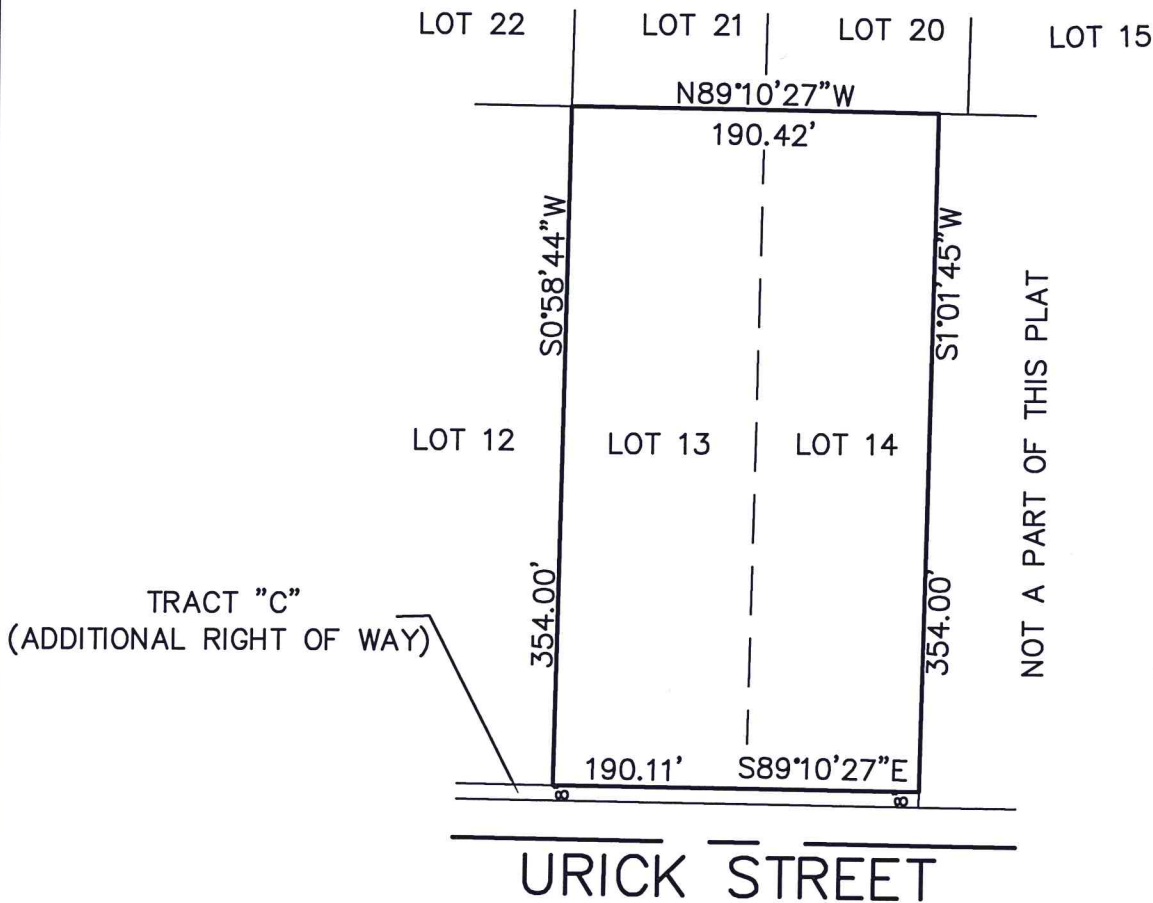 LOT 22
LOT 21
LOT 20
LOT 15
N89°10'27"W
190.42'
S0°58'44"W
S1°01'45"W
NOT A PART OF THIS PLAT
LOT 12
LOT 13
LOT 14
354.00'
354.00'
TRACT "C"
(ADDITIONAL RIGHT OF WAY)
190.11'
S89°10'27"E
8'
8'
URICK STREET